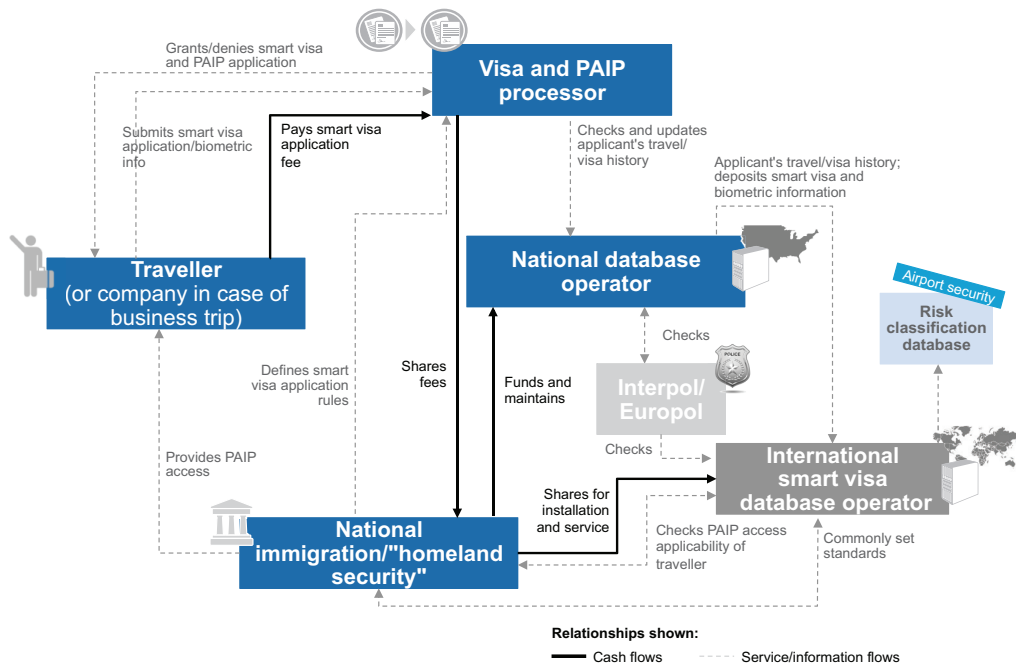 Grants/denies smart visa
and PAIP application
Visa and PAIP
processor
Submits smart visa
application/biometric
info
Pays smart visa
application
fee
Checks and updates
applicant's travel/
visa history
Applicant's travel/visa history;
deposits smart visa and
biometric information
Traveller
(or company in case of
business trip)
National database
operator
Airport security
Risk
classification
database
Defines smart
visa application
rules
Shares
fees
Funds and
maintains
Checks
POLICE
Interpol/
Europol
Checks
Provides PAIP
access
International
smart visa
database operator
Shares for
installation
and service
National
immigration/"homeland
security"
Checks PAIP access
applicability of
traveller
Commonly set
standards
Relationships shown:
Cash flows
Service/information flows